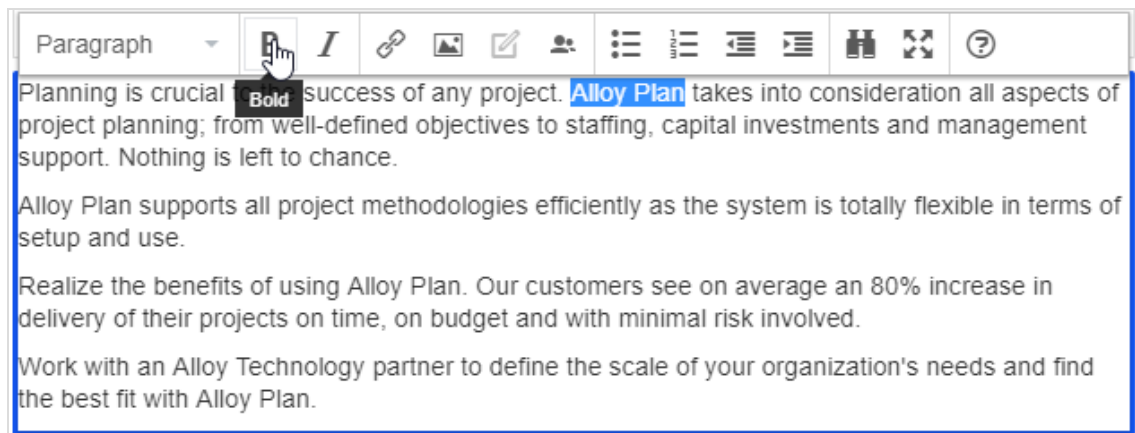 Paragraph B I
Bold
Planning is crucial to the success of any project. Alloy Plan takes into consideration all aspects of
project planning; from well-defined objectives to staffing, capital investments and management
support. Nothing is left to chance.
Alloy Plan supports all project methodologies efficiently as the system is totally flexible in terms of
setup and use.
Realize the benefits of using Alloy Plan. Our customers see on average an 80% increase in
delivery of their projects on time, on budget and with minimal risk involved.
Work with an Alloy Technology partner to define the scale of your organization's needs and find
the best fit with Alloy Plan.